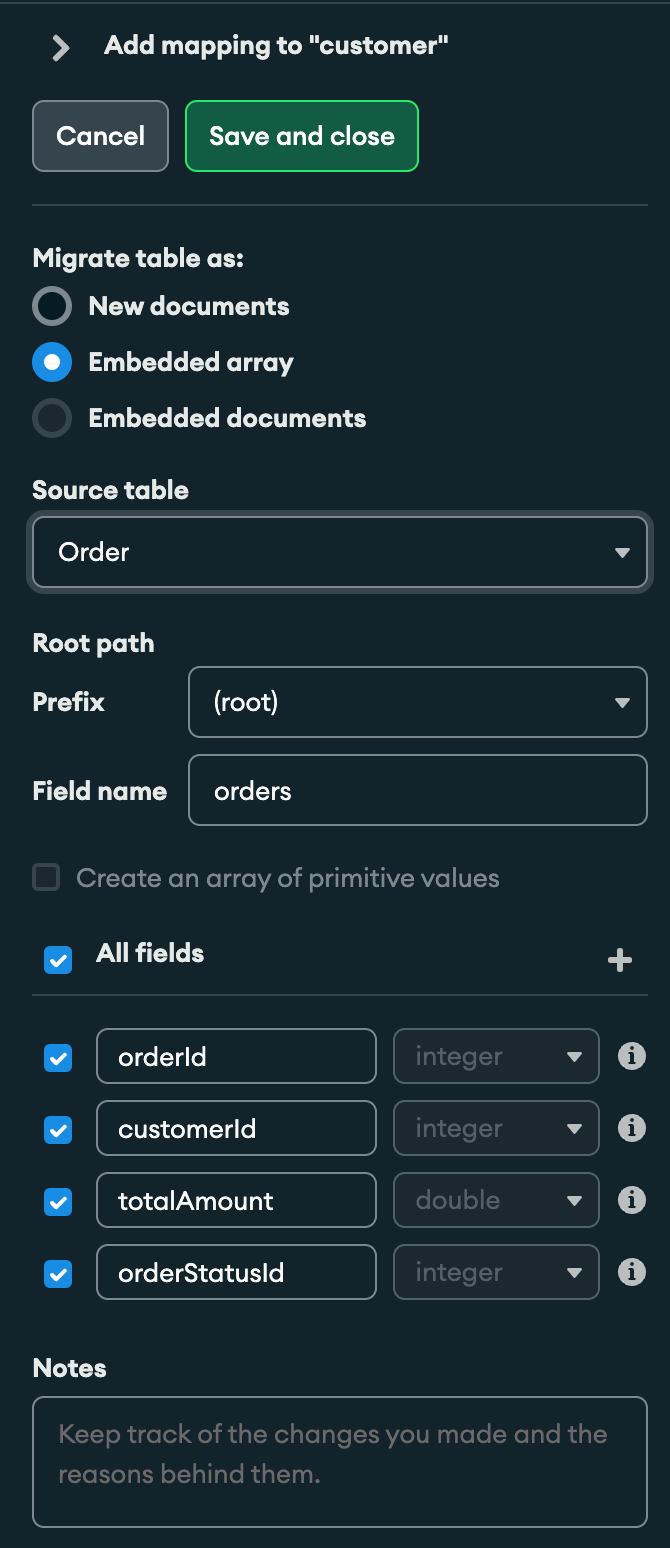 Add mapping to "customer"
Cancel
Save and close
Migrate table as:
New documents
Embedded array
Embedded documents
Source table
Order
Root path
Prefix
(root)
Field name
orders
Create an array of primitive values
All fields
orderId
integer
customerId
integer
totalAmount
double
orderStatusId
integer
Notes
Keep track of the changes you made and the
reasons behind them.